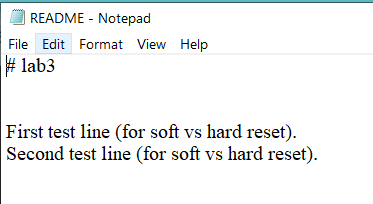 README - Notepad
File Edit Format View Help
# lab3
First test line (for soft vs hard reset).
Second test line (for soft vs hard reset).